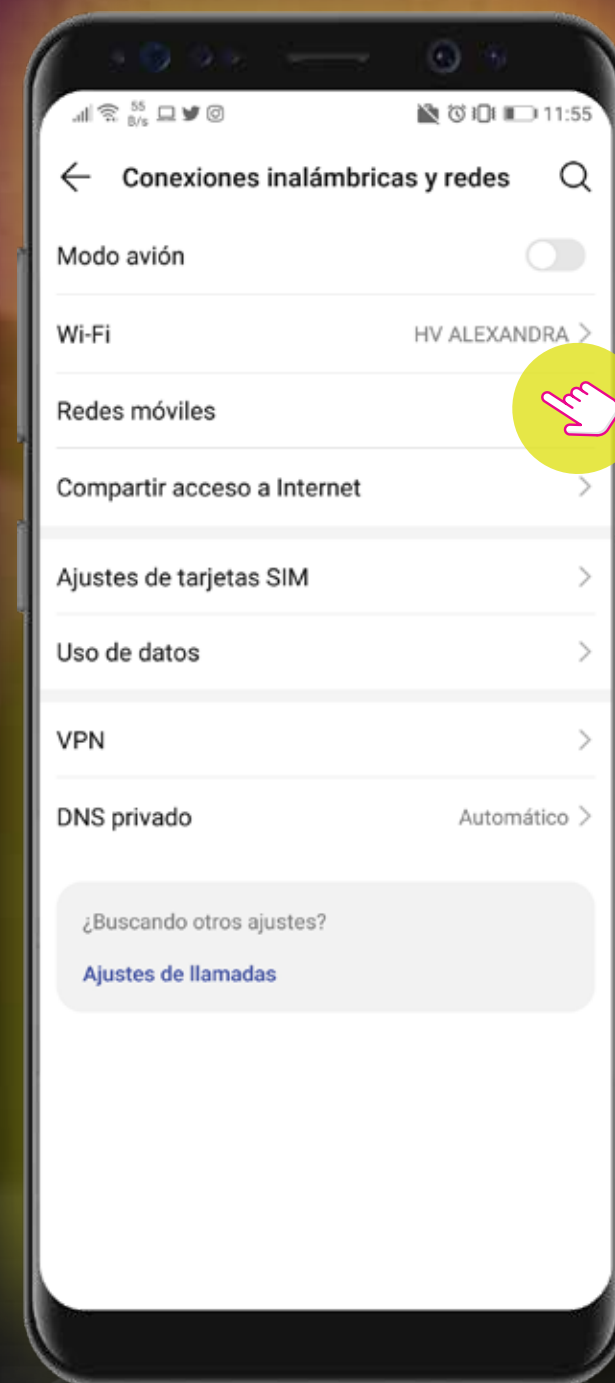 55
B/s
11:55
Conexiones inalámbricas y redes
Modo avión
Wi-Fi HV ALEXANDRA
Redes móviles
Compartir acceso a Internet
Ajustes de tarjetas SIM
Uso de datos
VPN
DNS privado Automático
¿Buscando otros ajustes?
Ajustes de llamadas